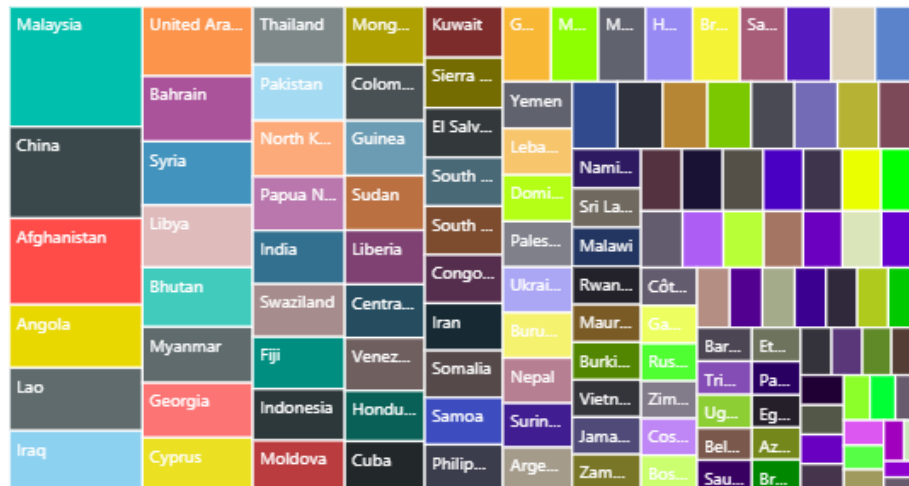 Malaysia
China
Afghanistan
Angola
Lao
Iraq
United Ara...
Bahrain
Syria
Libya
Bhutan
Myanmar
Georgia
Cyprus
Thailand
Pakistan
North K...
Papua N...
India
Swaziland
Fiji
Indonesia
Moldova
Mong...
Colom...
Guinea
Sudan
Liberia
Centra...
Venez...
Hondu...
Cuba
Kuwait
Sierra ...
El Salv...
South ...
South ...
Congo...
Iran
Somalia
Samoa
Philip...
G...
M...
M...
H...
Br...
Sa...
Yemen
Leba...
Domi...
Pales...
Ukrai...
Buru...
Nepal
Surin...
Arge...
Nami...
Sri La...
Malawi
Rwan...
Maur...
Burki...
Vietn...
Jama...
Zam...
Côt...
Ga...
Rus...
Zim...
Cos...
Bos...
Bar...
Tri...
Ug...
Bel...
Sau...
Et...
Pa...
Eg...
Az...
Br...